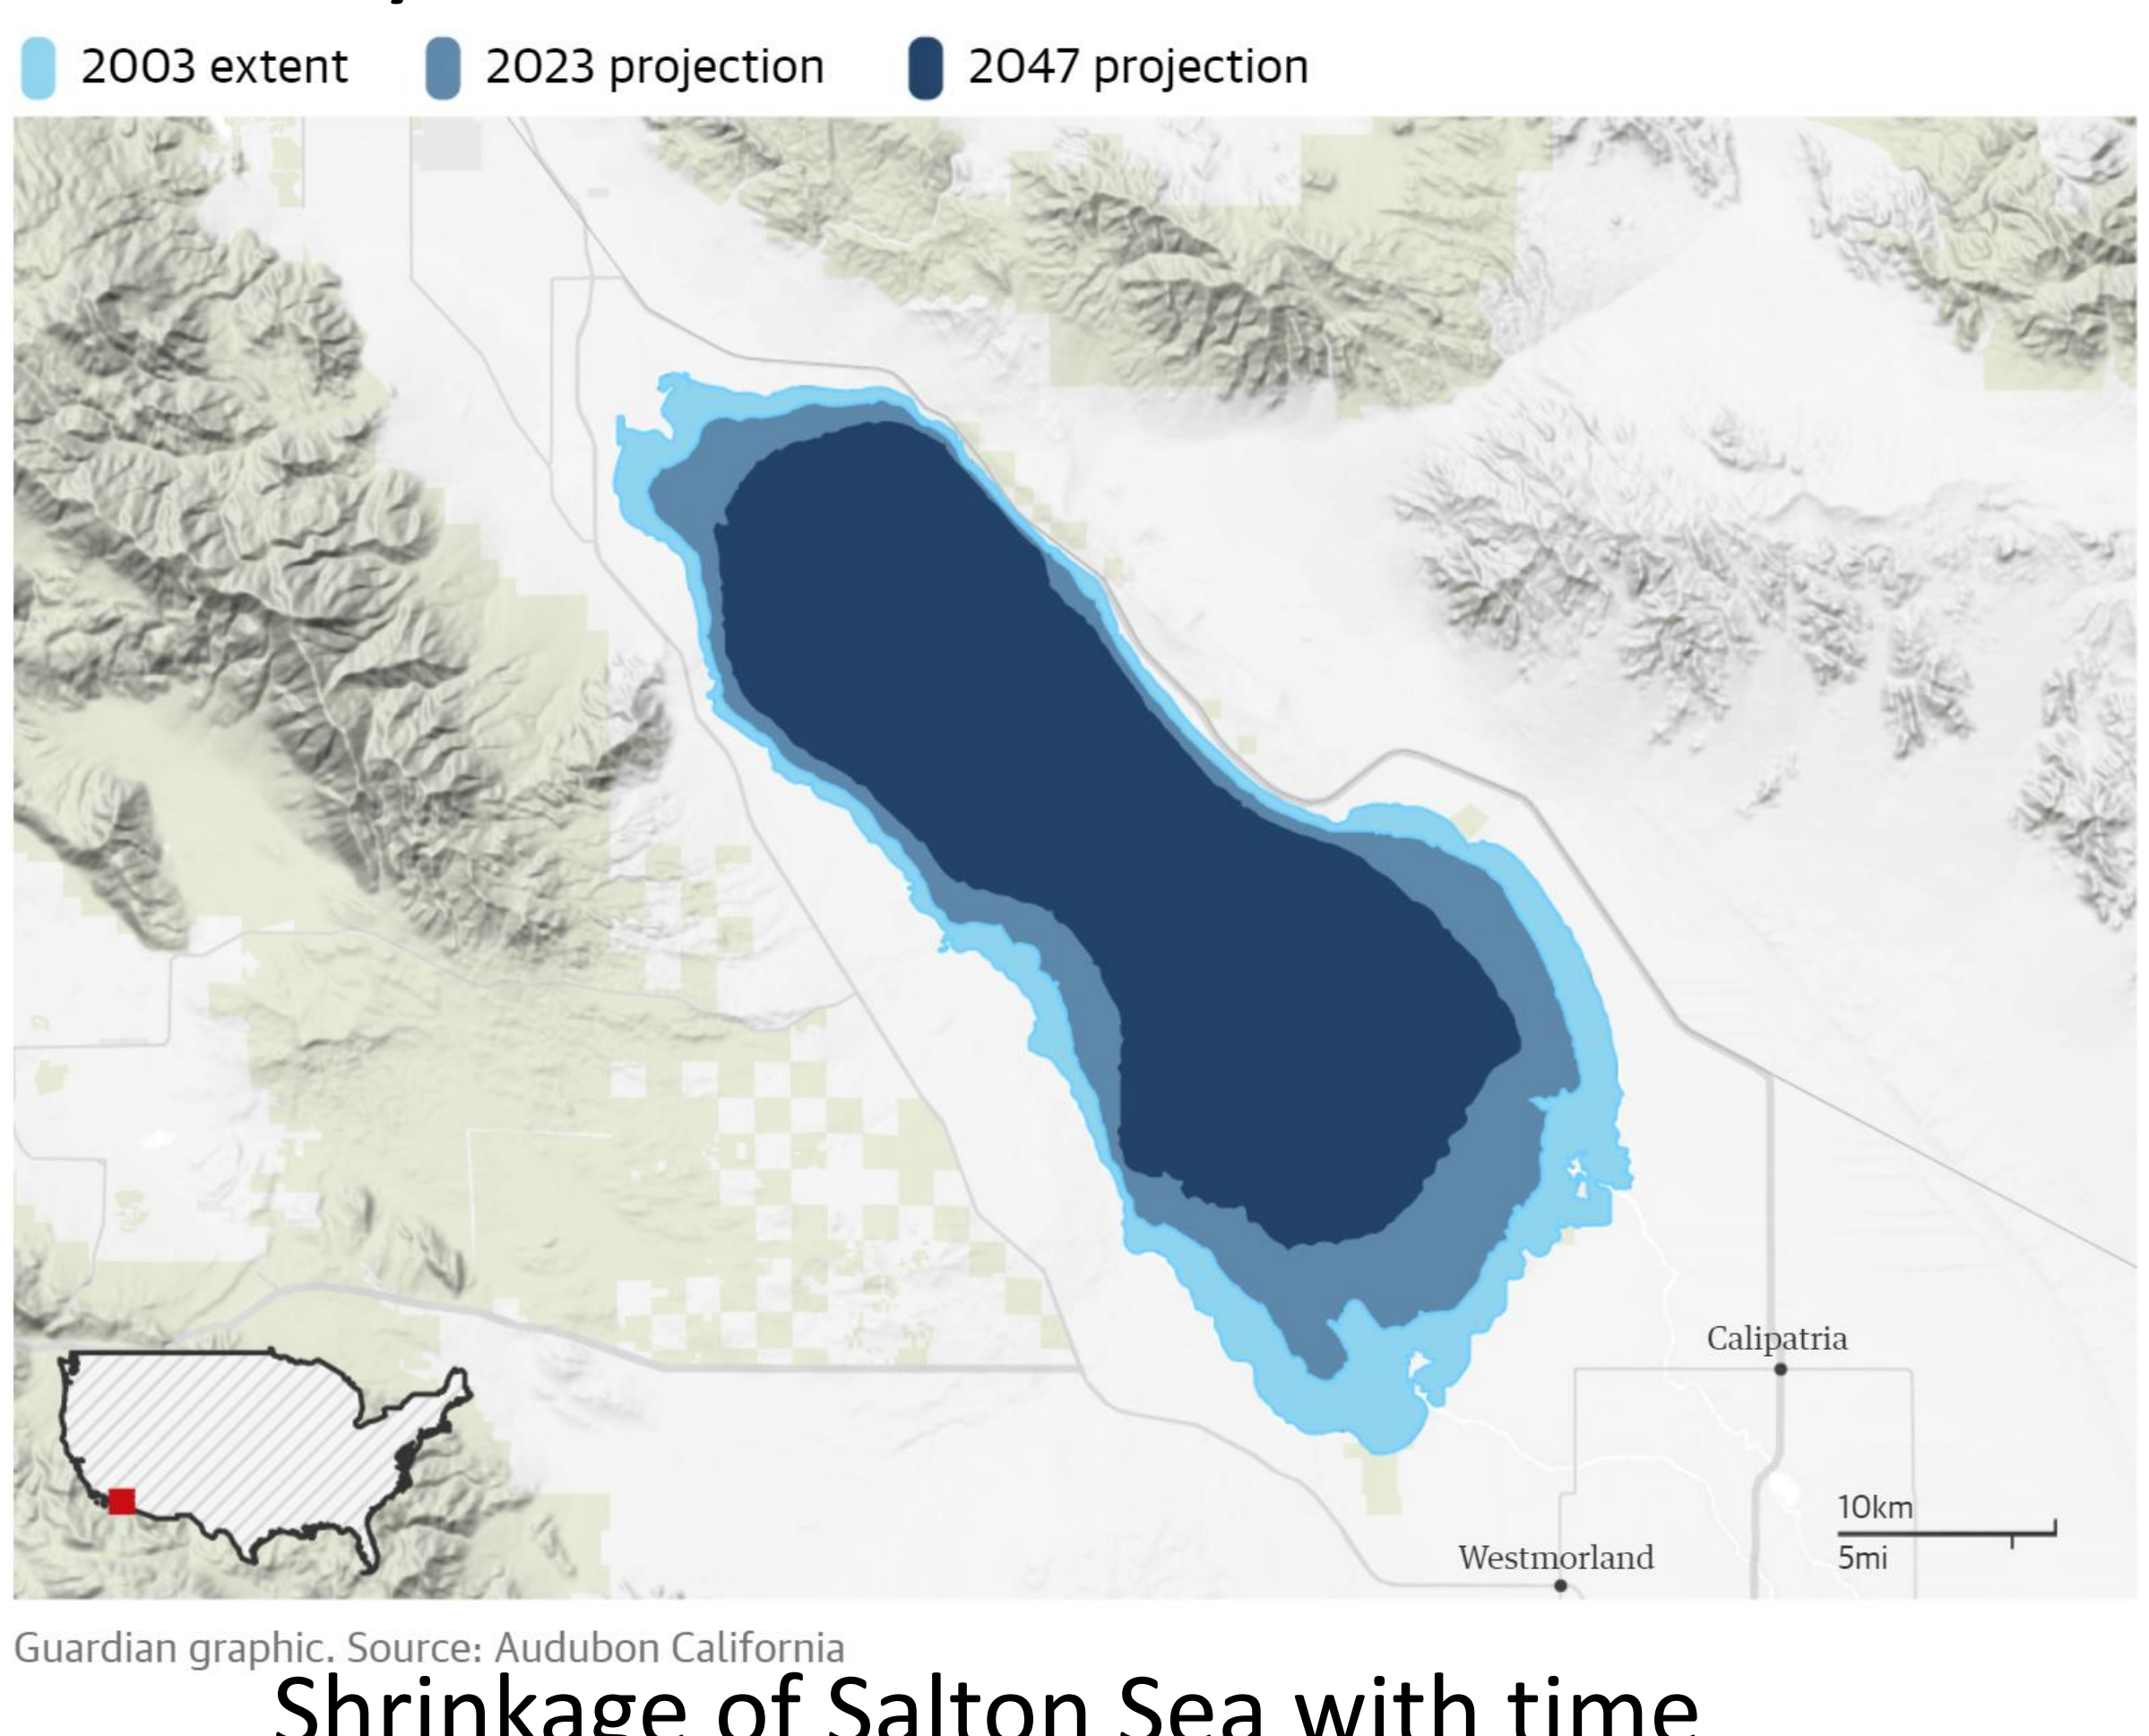 2003 extent 2023 projection 2047 projection
Calipatria
10km
5mi
Westmorland
Guardian graphic. Source: Audubon California
Shrinkage of Salton Sea with time